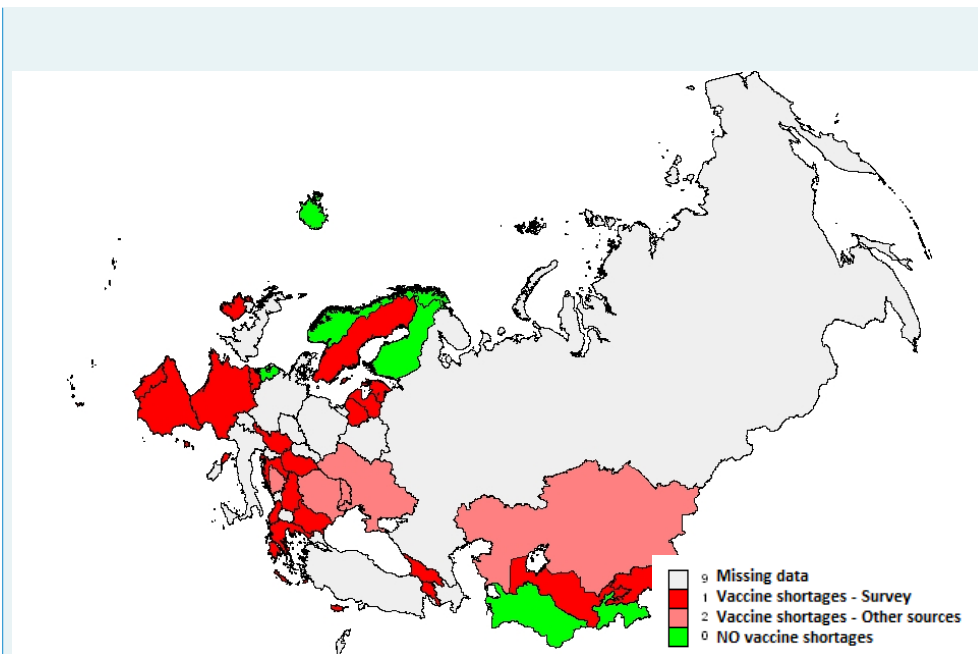 9 Missing data
1 Vaccine shortages - Survey
2 Vaccine shortages - Other sources
0 NO vaccine shortages